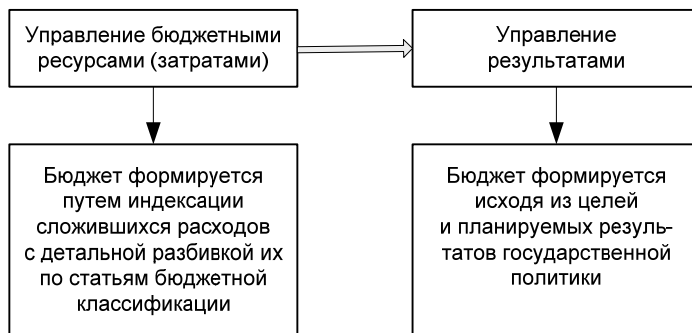 Управление бюджетными
ресурсами (затратами)
Управление
результатами
Бюджет формируется
путем индексации
сложившихся расходов
с детальной разбивкой их
по статьям бюджетной
классификации
Бюджет формируется
исходя из целей
и планируемых резуль-
татов государственной
политики